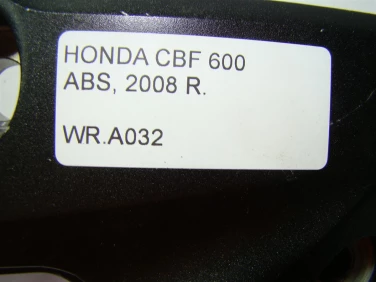 HONDA CBF 600
ABS, 2008 R.
WR.A032